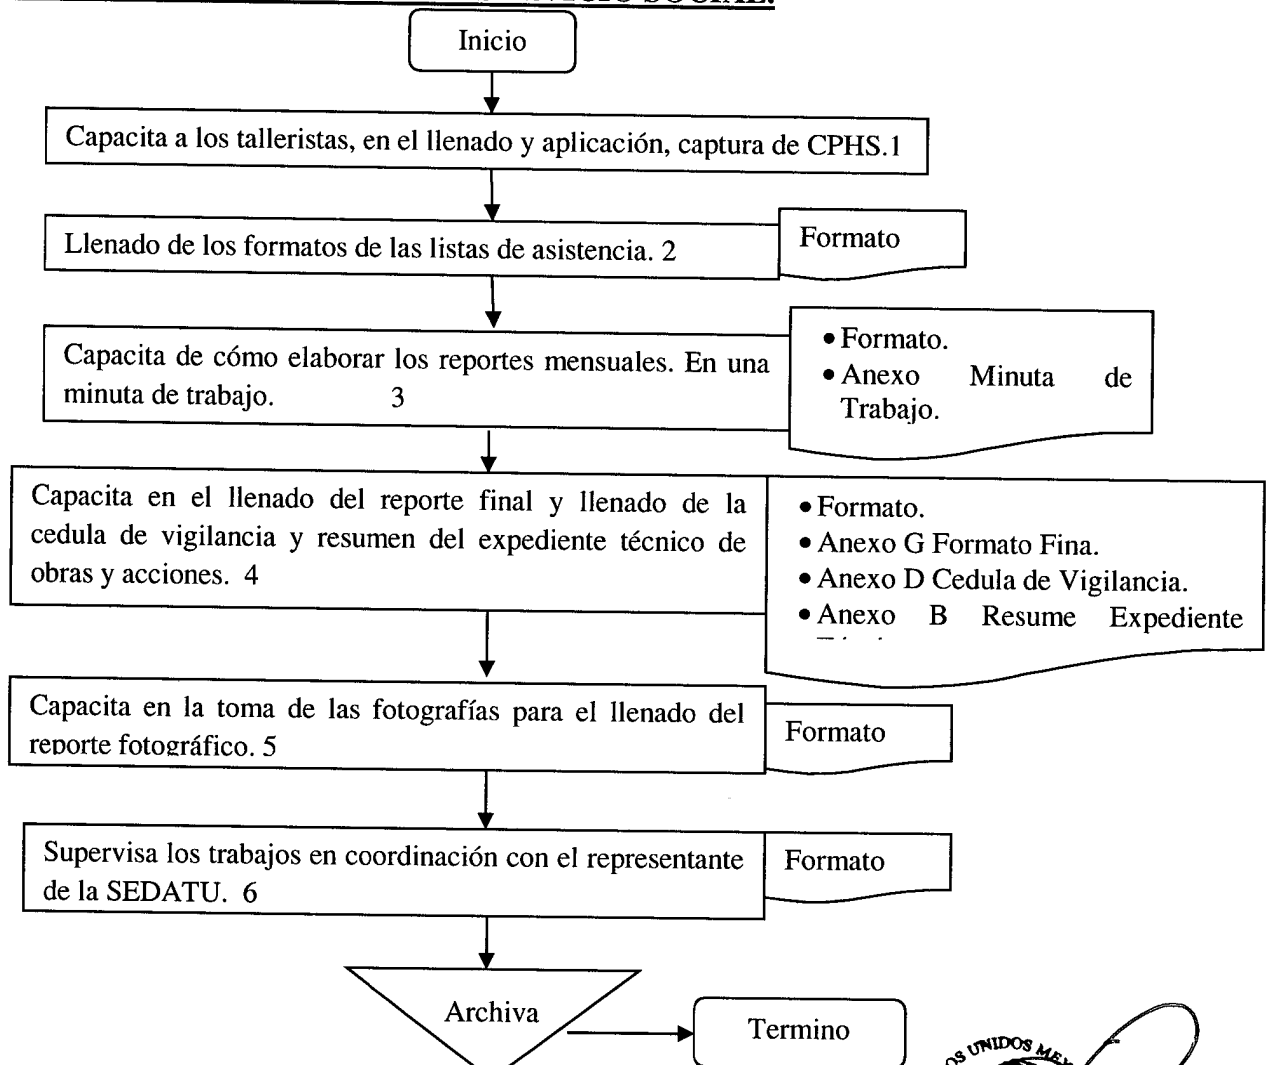 SOCIAL.
Inicio
Capacita a los talleristas, en el llenado y aplicación, captura de CPHS.1
Llenado de los formatos de las listas de asistencia. 2
Formato
Capacita de cómo elaborar los reportes mensuales. En una
minuta de trabajo. 3
• Formato.
• Anexo Minuta de
Trabajo.
Capacita en el llenado del reporte final y llenado de la
cedula de vigilancia y resumen del expediente técnico de
obras y acciones. 4
• Formato.
• Anexo G Formato Fina.
• Anexo D Cedula de Vigilancia.
• Anexo B Resume Expediente
Capacita en la toma de las fotografías para el llenado del
reporte fotográfico. 5
Formato
Supervisa los trabajos en coordinación con el representante
de la SEDATU. 6
Formato
Archiva
Termino
UNIDOS